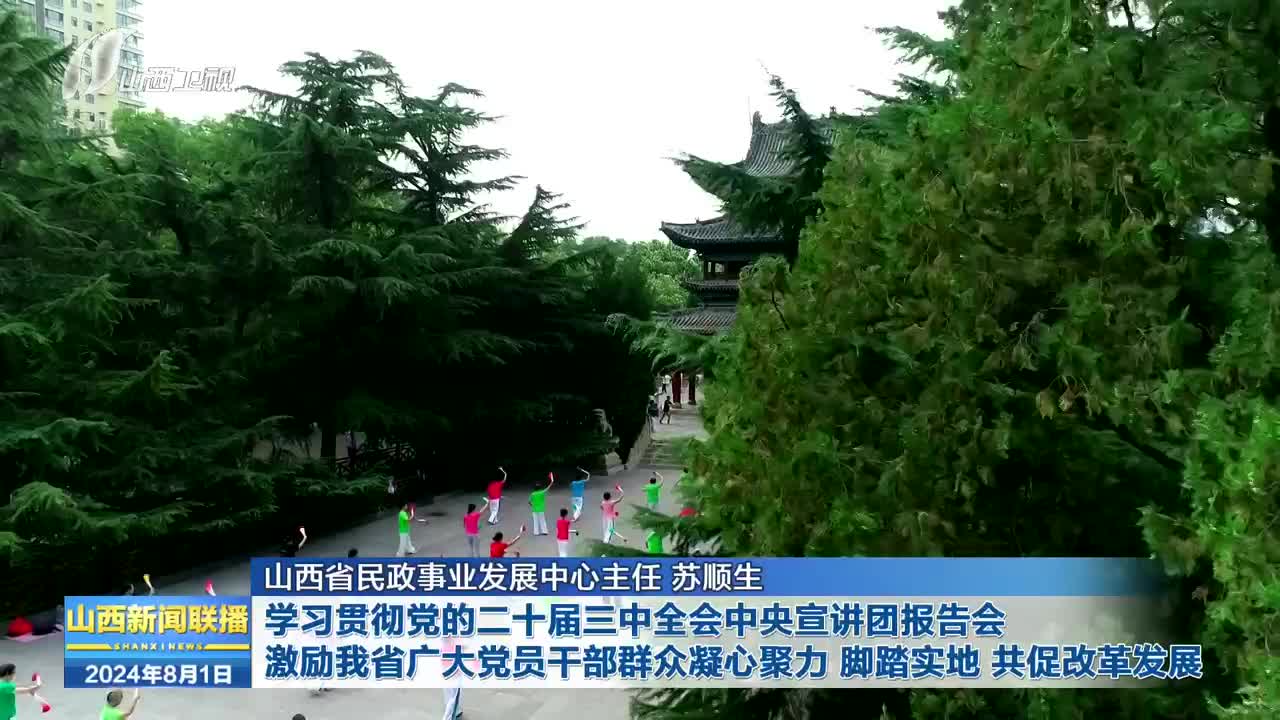 山西卫视
山西省民政事业发展中心主任 苏顺生
山西新闻联播
SHANXI NEWS
2024年8月1日
学习贯彻党的二十届三中全会中央宣讲团报告会
激励我省广大党员干部群众凝心聚力 脚踏实地 共促改革发展